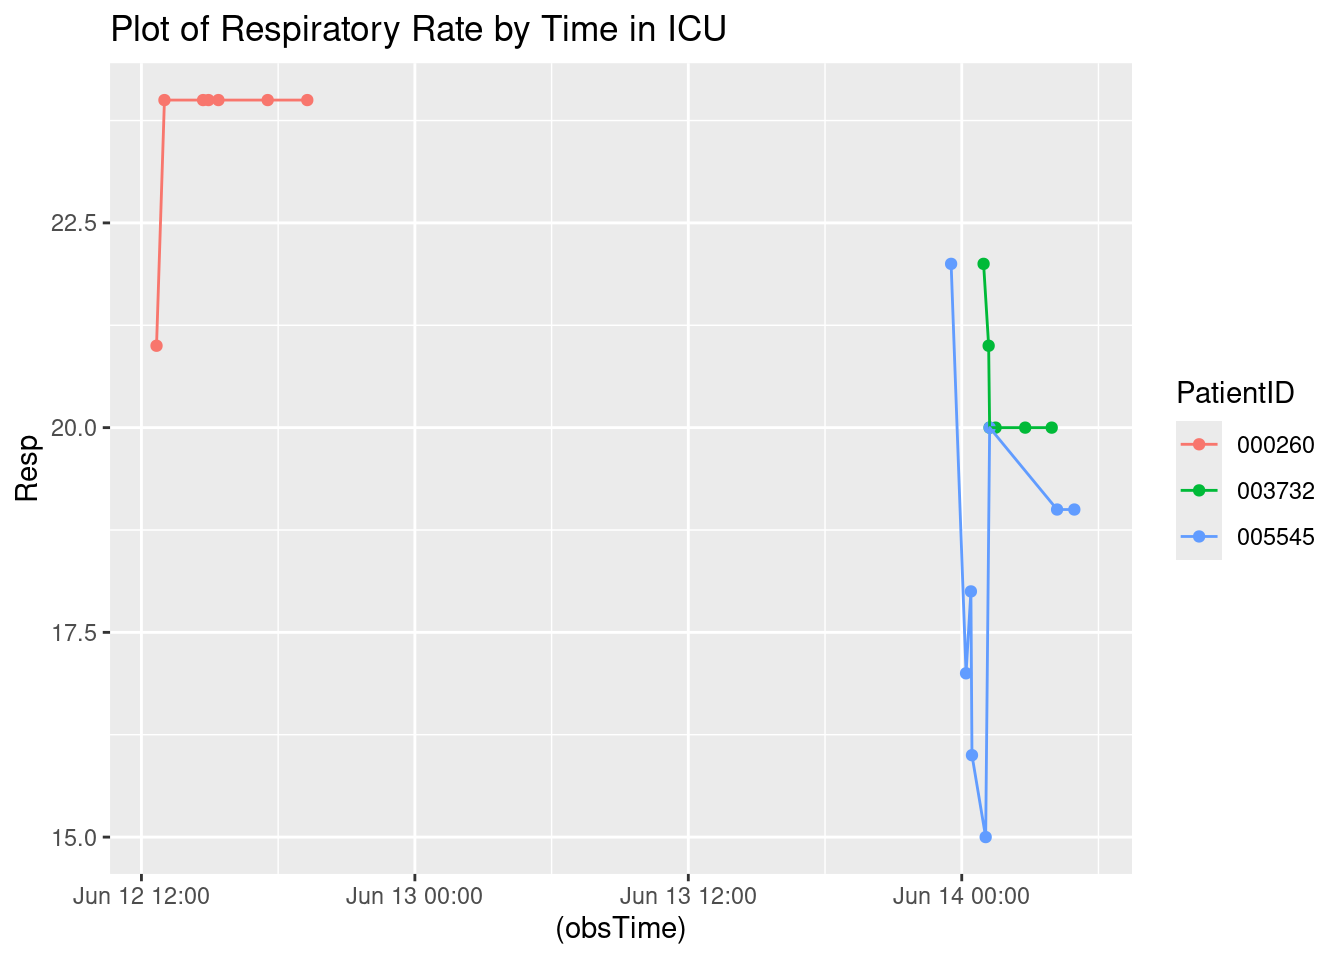 Plot of Respiratory Rate by Time in ICU
22.5
20.0
17.5
15.0
Resp
Jun 12 12:00
Jun 13 00:00
Jun 13 12:00
Jun 14 00:00
(obsTime)
PatientID
000260
003732
005545